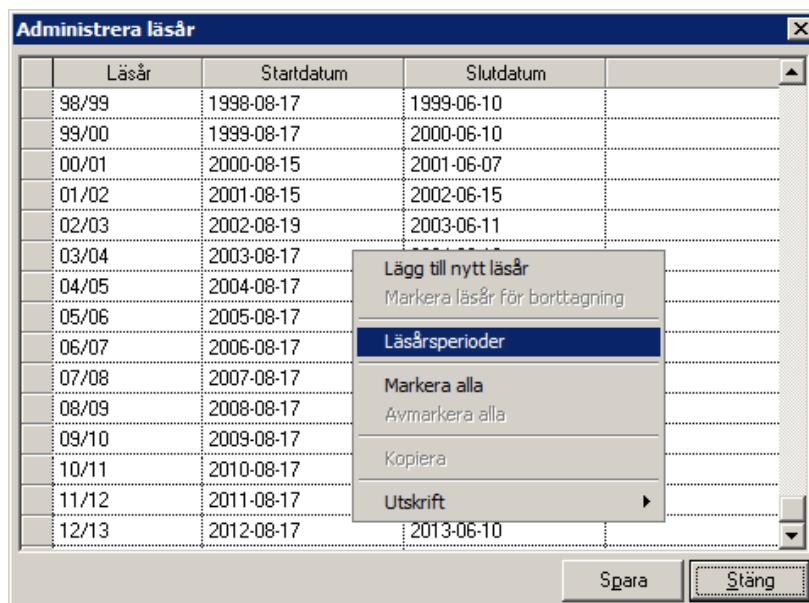 Administrera läsår
Läsår Startdatum Slutdatum
98/99 1998-08-17 1999-06-10
99/00 1999-08-17 2000-06-10
00/01 2000-08-15 2001-06-07
01/02 2001-08-15 2002-06-15
02/03 2002-08-19 2003-06-11
03/04 2003-08-17
04/05 2004-08-17
05/06 2005-08-17
06/07 2006-08-17
07/08 2007-08-17
08/09 2008-08-17
09/10 2009-08-17
10/11 2010-08-17
11/12 2011-08-17
12/13 2012-08-17 2013-06-10
Lägg till nytt läsår
Markera läsår för borttagning
Läsårsperioder
Markera alla
Avmarkera alla
Kopiera
Utskrift
Spara Stäng